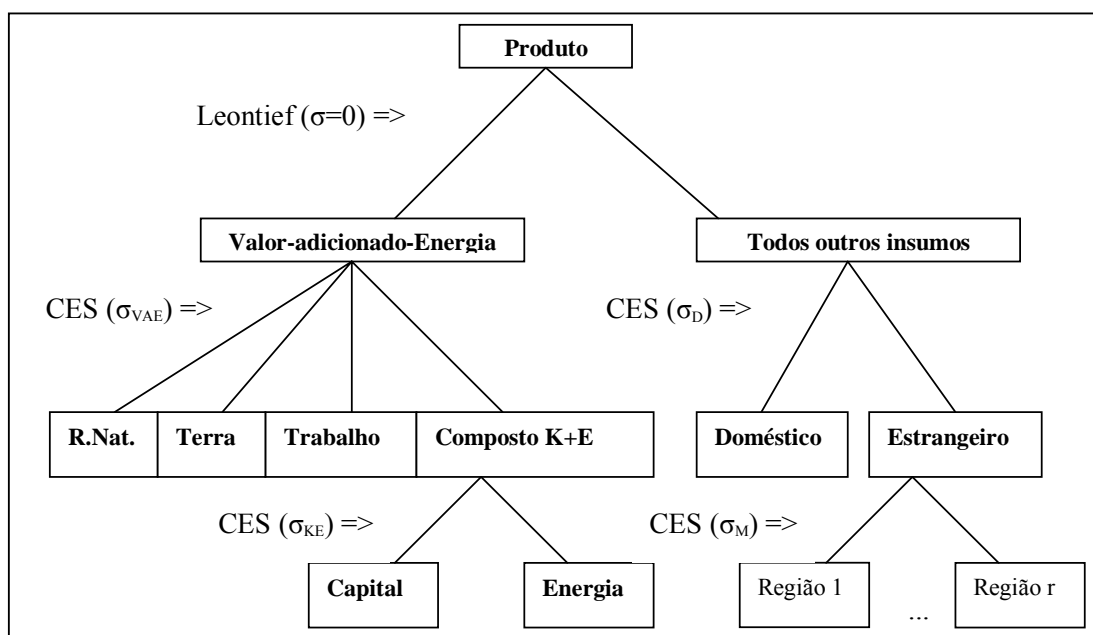 Produto
Leontief (σ=0) =>
Valor-adicionado-Energia
Todos outros insumos
CES (σVAE) =>
CES (σD) =>
R.Nat.
Terra
Trabalho
Composto K+E
Doméstico
Estrangeiro
CES (σKE) =>
CES (σM) =>
Capital
Energia
Região 1
...
Região r